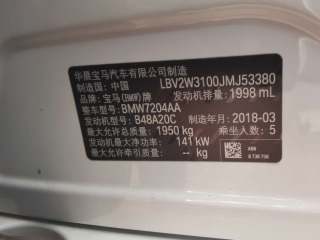 华晨宝马汽车有限公司制造
制造国: 中国 LBV2W3100JMJ53380
品牌: 宝马(BMW)牌 发动机排量: 1998 mL
整车型号: BMW7204AA
发动机型号: B48A20C 制造年月: 2018-03
最大允许总质量: 1950 kg 乘坐人数: 5
发动机最大净功率: 141 kW
最大允许牵引质量: -- kg